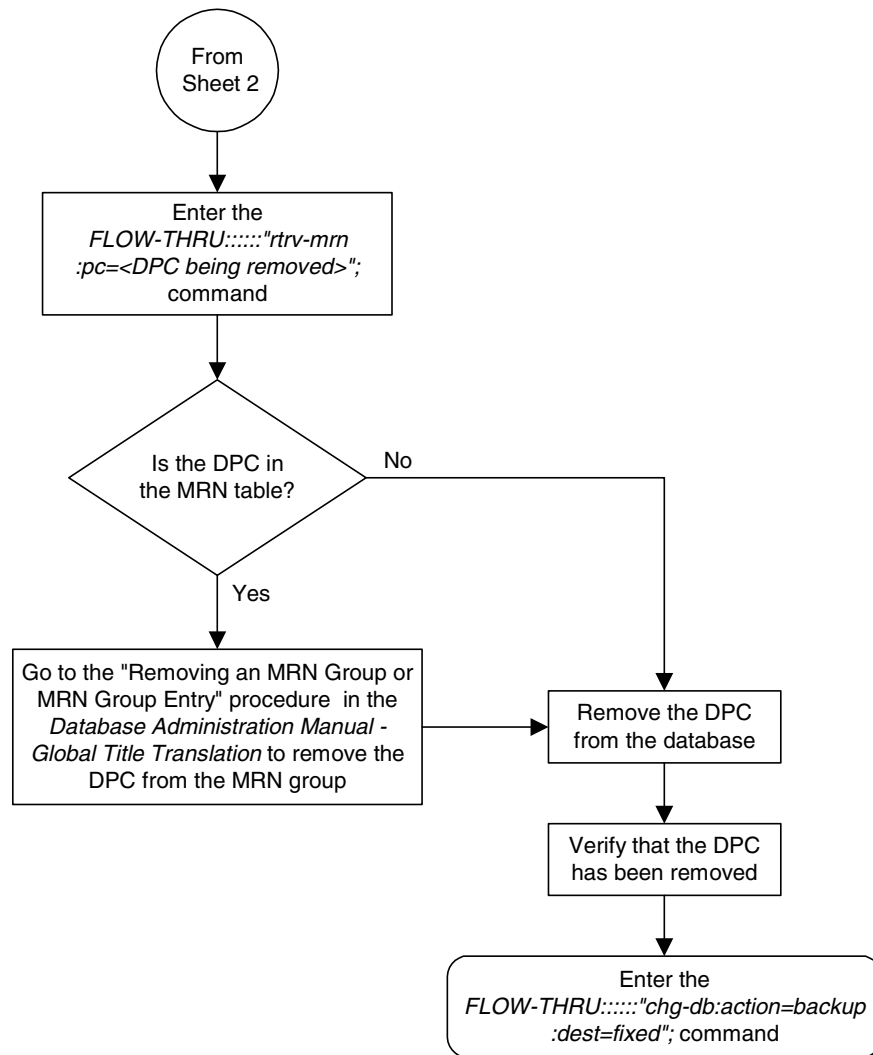 From
Sheet 2
Enter the
FLOW-THRU::::::"rtrv-mrn
:pc=<DPC being removed>";
command
Is the DPC in
the MRN table?
No
Yes
Go to the "Removing an MRN Group or
MRN Group Entry" procedure in the
Database Administration Manual -
Global Title Translation to remove the
DPC from the MRN group
Remove the DPC
from the database
Verify that the DPC
has been removed
Enter the
FLOW-THRU::::::"chg-db:action=backup
:dest=fixed"; command